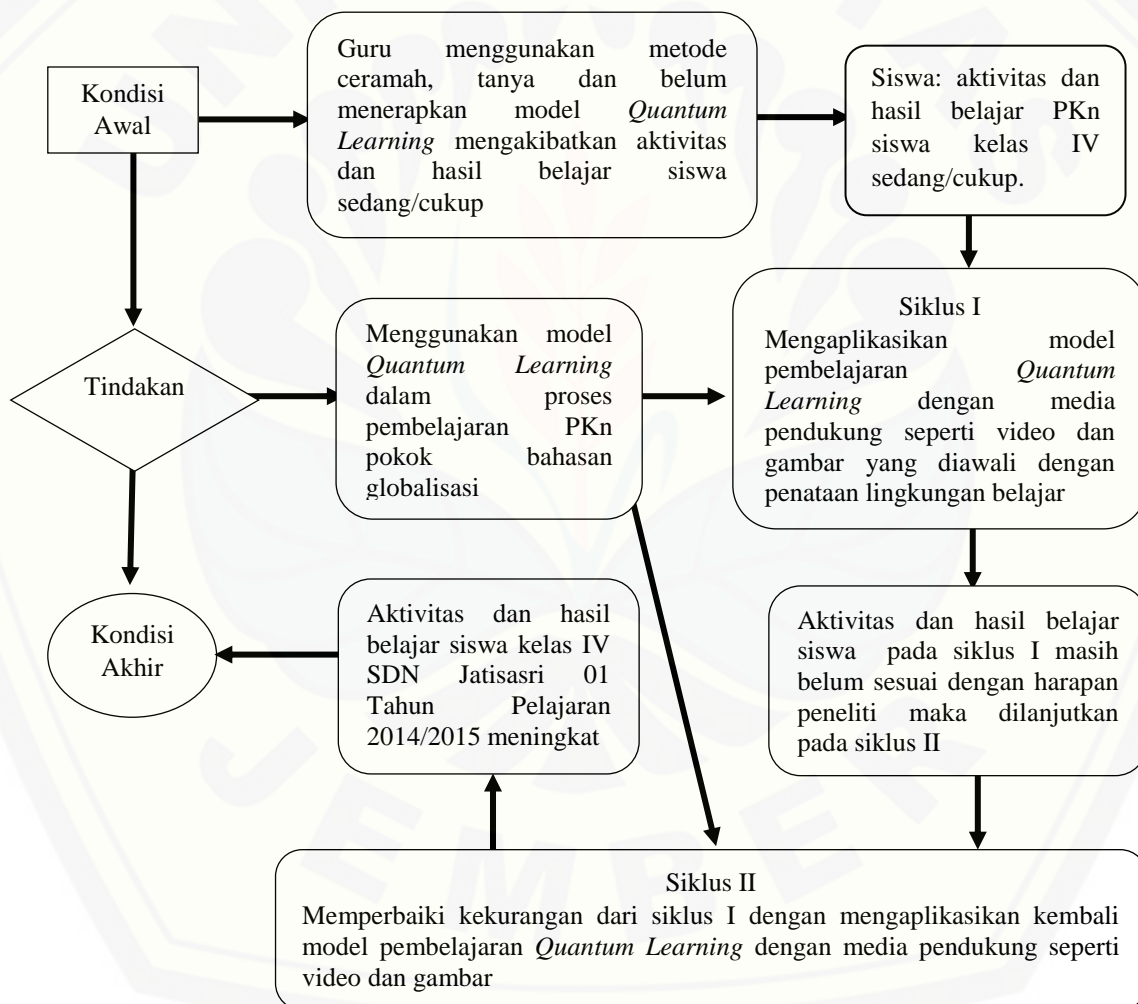 Kondisi
Awal
Guru menggunakan metode
ceramah, tanya dan belum
menerapkan model Quantum
Learning mengakibatkan aktivitas
dan hasil belajar siswa
sedang/cukup
Siswa: aktivitas dan
hasil belajar PKn
siswa kelas IV
sedang/cukup.
Tindakan
Menggunakan model
Quantum Learning
dalam proses
pembelajaran PKn
pokok bahasan
globalisasi
Siklus I
Mengaplikasikan model
pembelajaran Quantum
Learning dengan media
pendukung seperti video dan
gambar yang diawali dengan
penataan lingkungan belajar
Kondisi
Akhir
Aktivitas dan hasil
belajar siswa kelas IV
SDN Jatisasri 01
Tahun Pelajaran
2014/2015 meningkat
Aktivitas dan hasil belajar
siswa pada siklus I masih
belum sesuai dengan harapan
peneliti maka dilanjutkan
pada siklus II
JEMBER
Siklus II
Memperbaiki kekurangan dari siklus I dengan mengaplikasikan kembali
model pembelajaran Quantum Learning dengan media pendukung seperti
video dan gambar